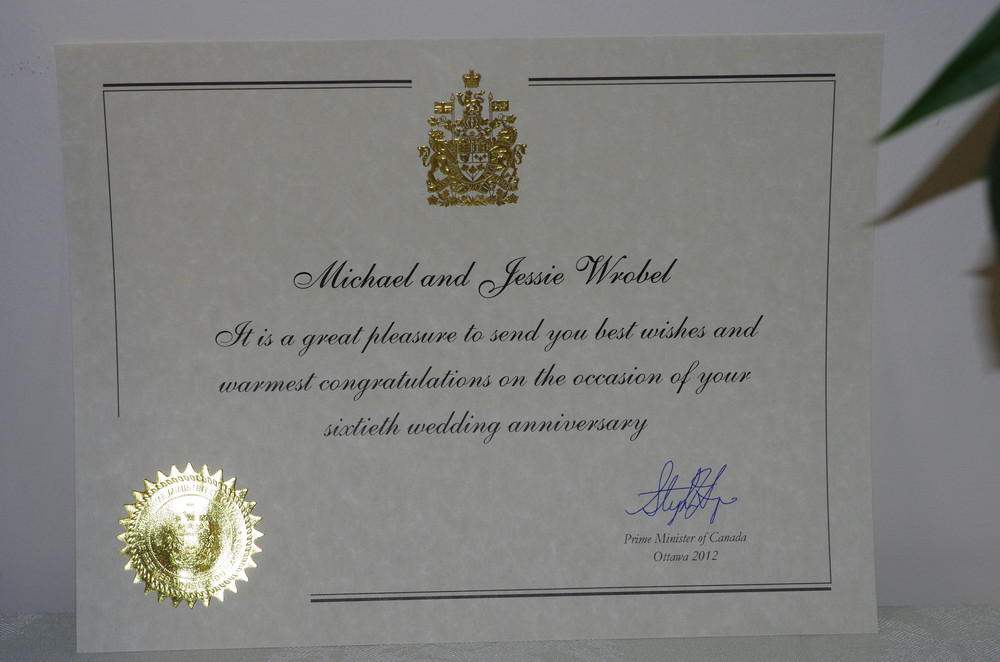 Michael and Jessie Wrobel
It is a great pleasure to send you best wishes and
warmest congratulations on the occasion of your
sixtieth wedding anniversary
Prime Minister of Canada
Ottawa 2012